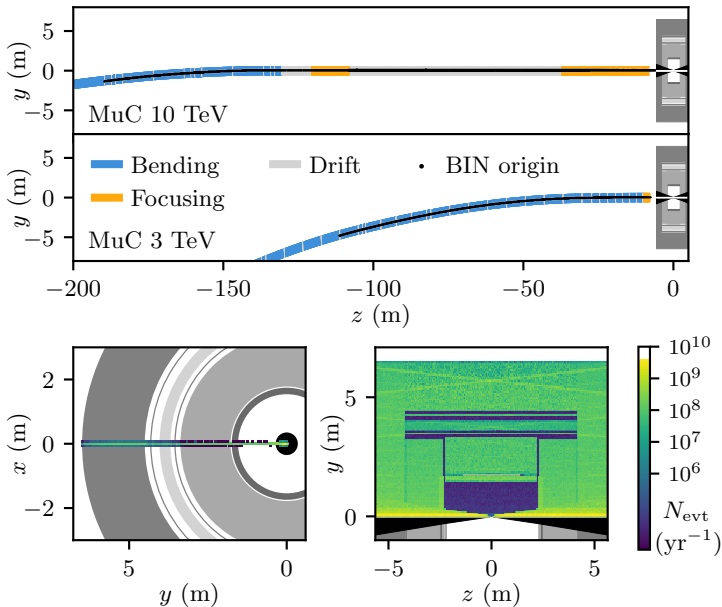 5
0
−5
y (m)
MuC 10 TeV
5
0
−5
y (m)
Bending
Drift
BIN origin
Focusing
MuC 3 TeV
−200
−150
−100
−50
0
z (m)
2
0
−2
x (m)
5
0
y (m)
5
0
y (m)
−5
0
5
z (m)
10^10
10^9
10^8
10^7
10^6
N_evt
(yr^−1)